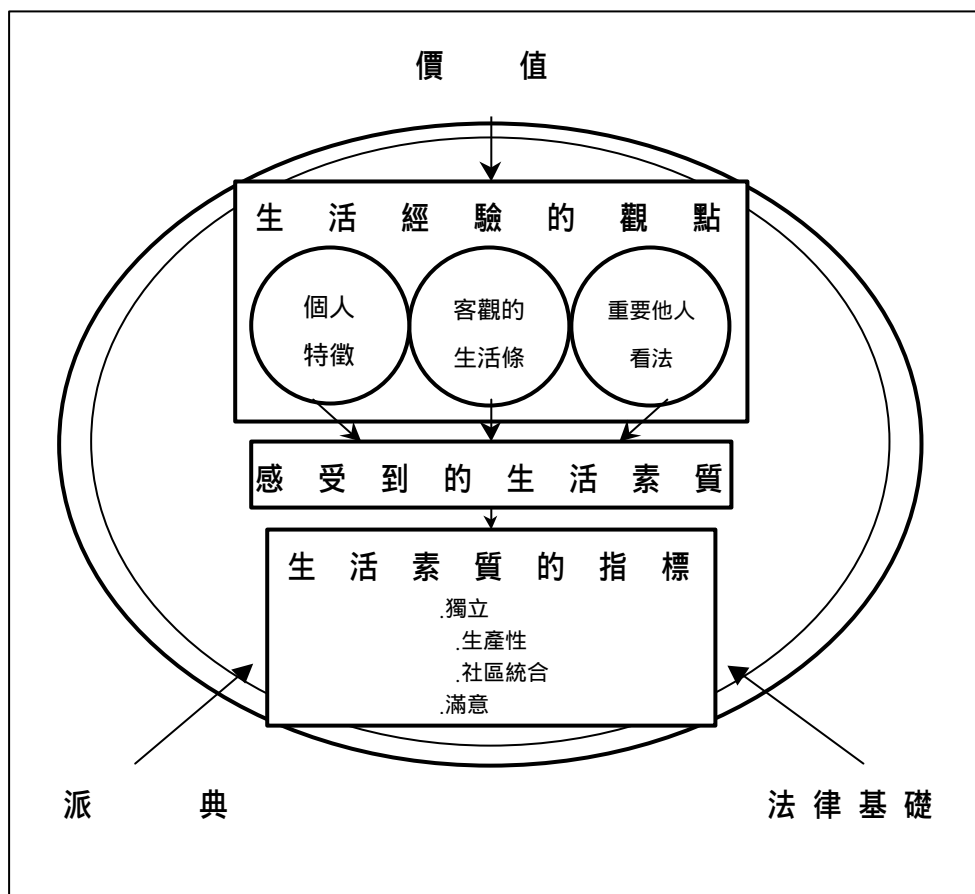 價 值
生 活 經 驗 的 觀 點
個人
特徵
客觀的
生活條
重要他人
看法
感 受 到 的 生 活 素 質
生 活 素 質 的 指 標
.獨立
.生產性
.社區統合
.滿意
派 典
法 律 基 礎